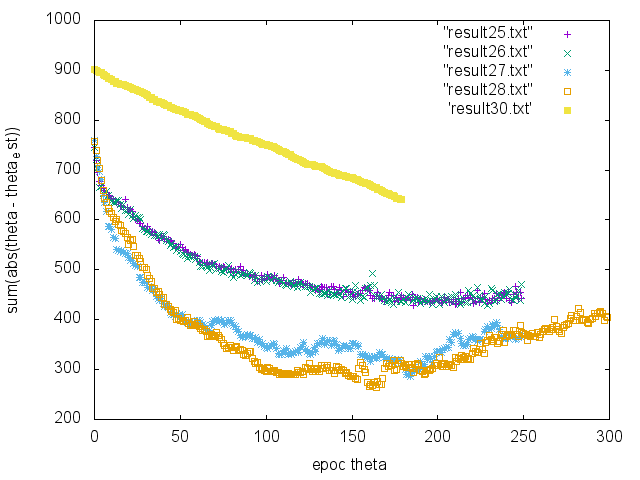 1000
900
800
700
600
500
400
300
200
sum(abs(theta - theta_est))
"result25.txt"
"result26.txt"
"result27.txt"
"result28.txt"
'result30.txt'
0
50
100
150
200
250
300
epoc theta